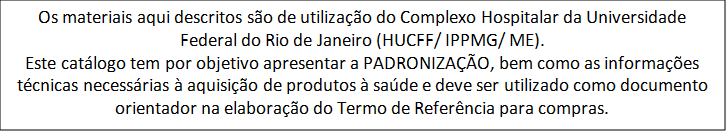 Os materiais aqui descritos são de utilização do Complexo Hospitalar da Universidade
Federal do Rio de Janeiro (HUCFF/ IPPMG/ ME).
Este catálogo tem por objetivo apresentar a PADRONIZAÇÃO, bem como as informações
técnicas necessárias à aquisição de produtos à saúde e deve ser utilizado como documento
orientador na elaboração do Termo de Referência para compras.